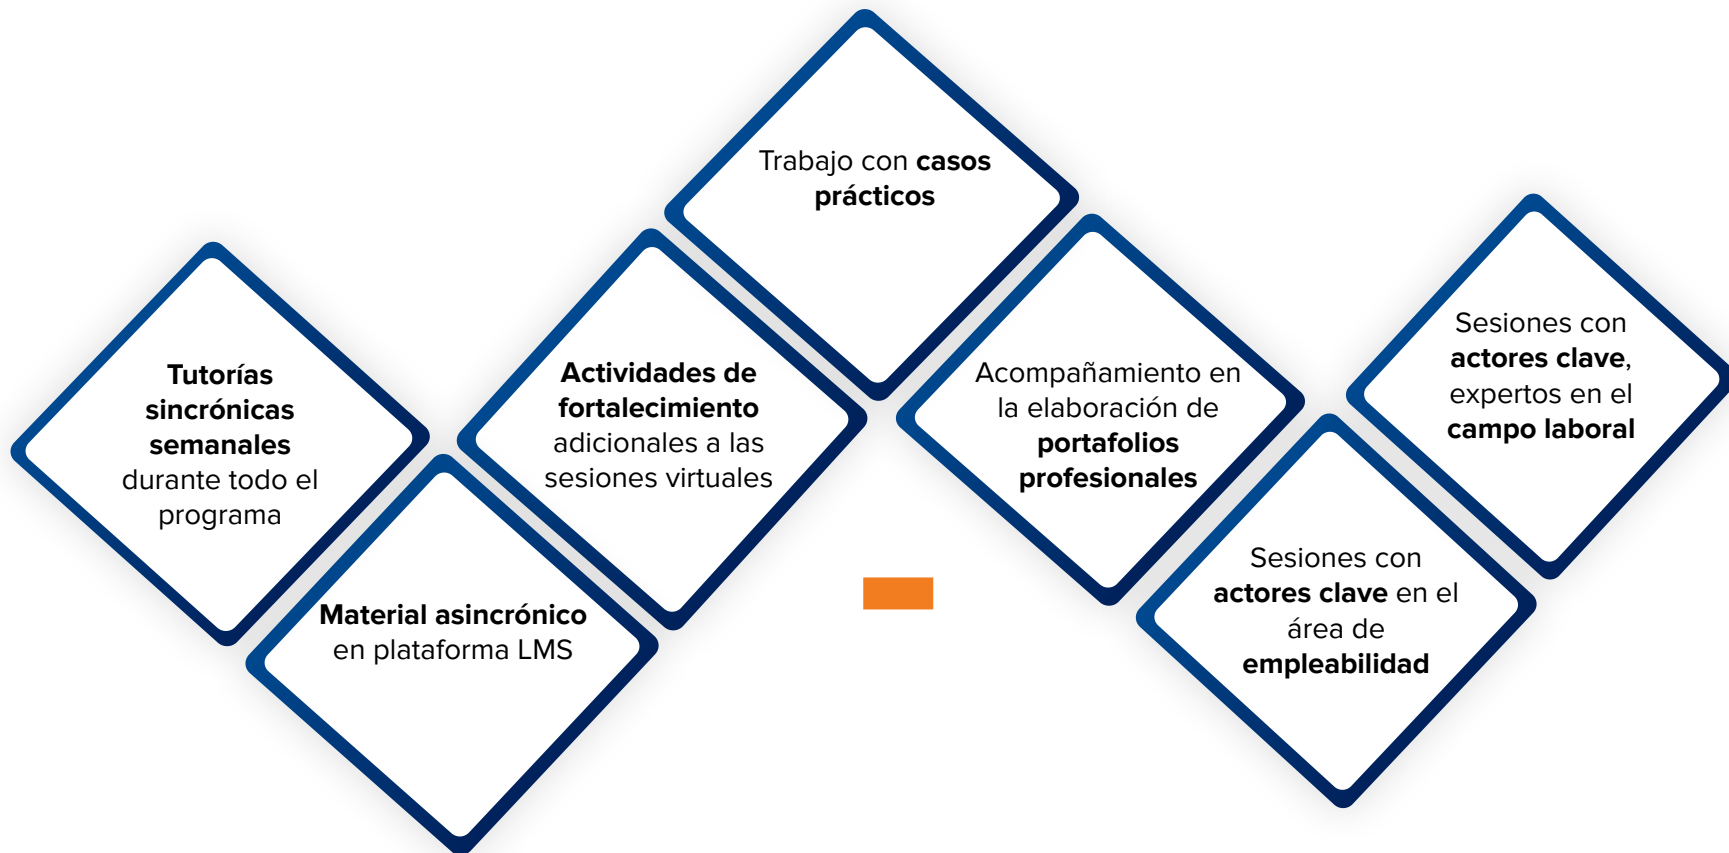 Tutorías
sincrónicas
semanales
durante todo el
programa
Material asincrónico
en plataforma LMS
Actividades de
fortalecimiento
adicionales a las
sesiones virtuales
Trabajo con casos
prácticos
Acompañamiento en
la elaboración de
portafolios
profesionales
Sesiones con
actores clave en el
área de
empleabilidad
Sesiones con
actores clave,
expertos en el
campo laboral